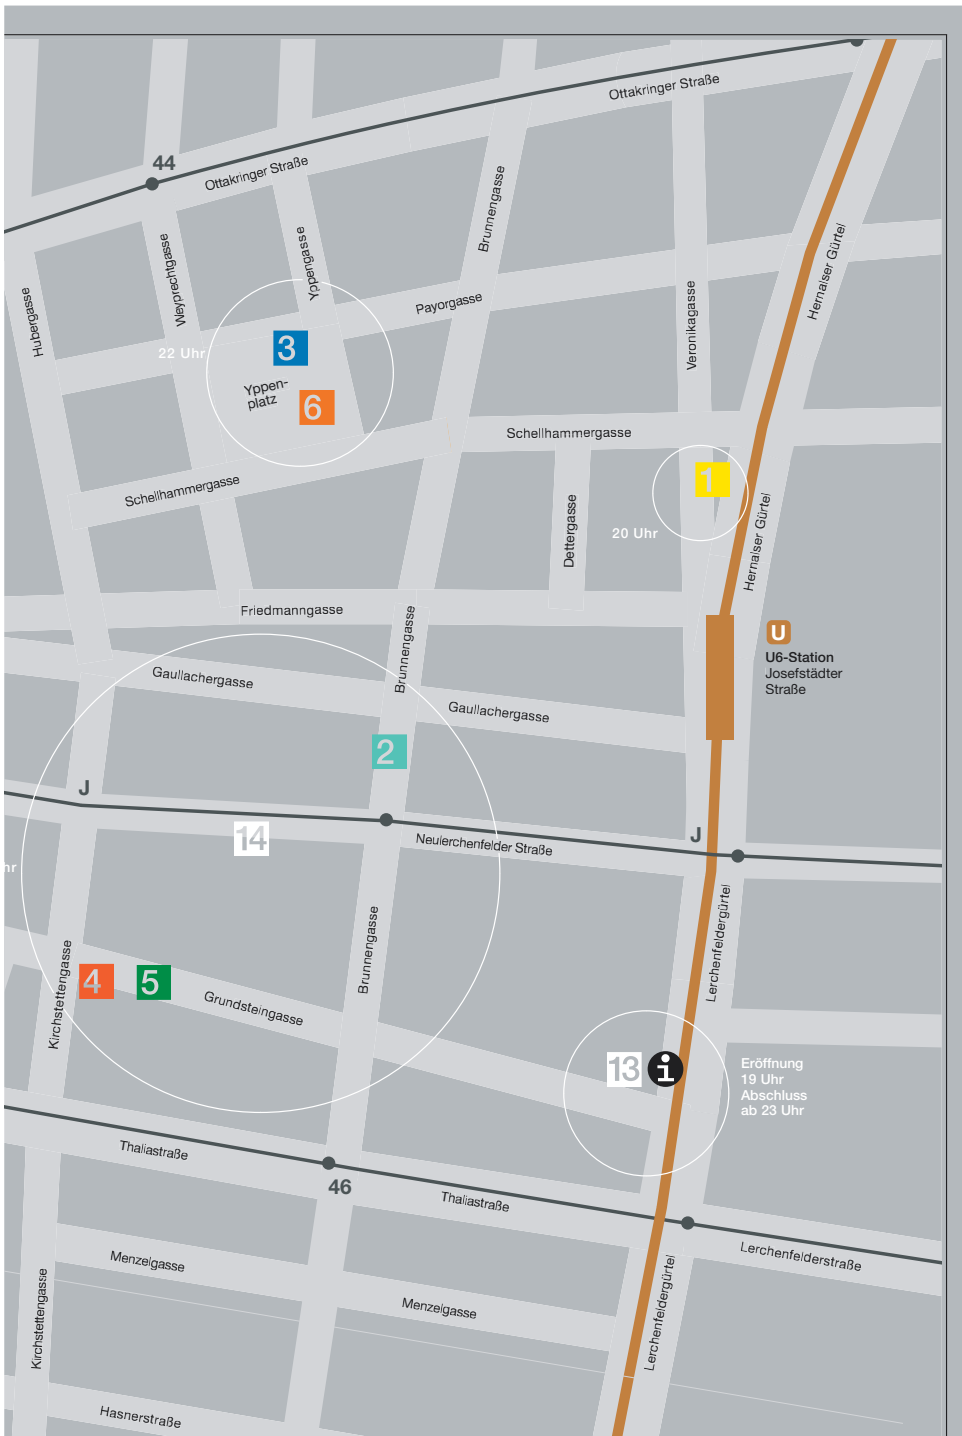 Ottakringer Straße
44
Ottakringer Straße
Brunnengasse
Hernalser Gürtel
Weyprechtgasse
Yppengasse
Hubergasse
Payorgasse
Veronikagasse
22 Uhr
3
Yppen-
platz
6
Schellhammergasse
Schellhammergasse
1
20 Uhr
Dettergasse
Hernalser Gürtel
Friedmanngasse
Brunnengasse
U
U6-Station
Josefstädter
Straße
Gaullachergasse
Gaullachergasse
2
J
14
Neulerchenfelder Straße
J
hr
Brunnengasse
Lerchenfeldergürtel
Kirchstettengasse
4
5
Grundsteingasse
13
i
Eröffnung
19 Uhr
Abschluss
ab 23 Uhr
Thaliastraße
46
Thaliastraße
Lerchenfelderstraße
Menzelgasse
Menzelgasse
Kirchstettengasse
Lerchenfeldergürtel
Hasnerstraße